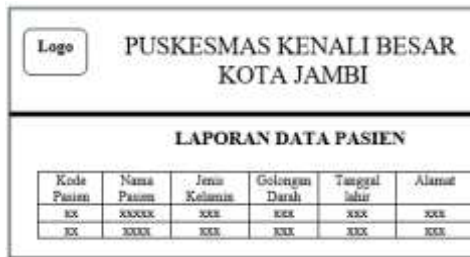 Logo
PUSKESMAS KENALI BESAR
KOTA JAMBI
LAPORAN DATA PASIEN
Kode Pasien Nama Pasien Jenis Kelamin Golongan Darah Tanggal lahir Alamat
xx xxxxx xxx xxx xxx xxx
xx xxxx xxx xxx xxx xxx